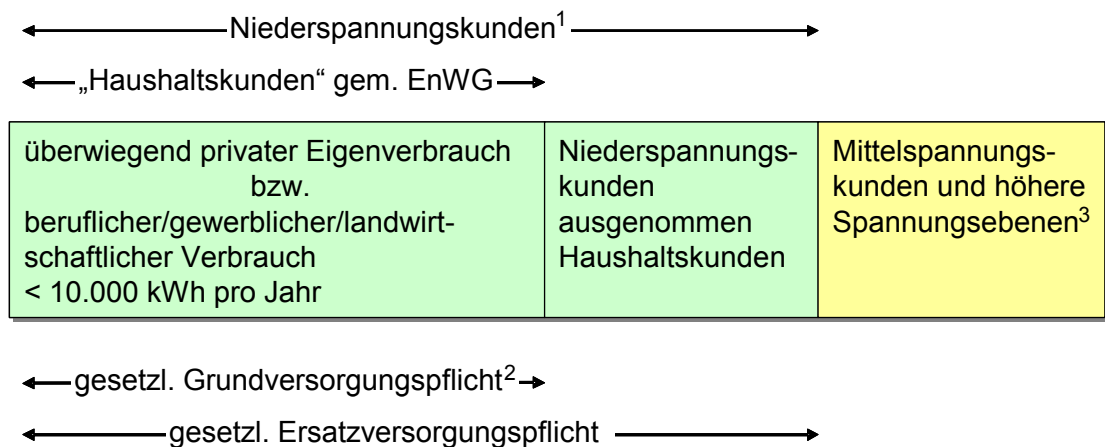 Niederspannungskunden¹
„Haushaltskunden“ gem. EnWG
überwiegend privater Eigenverbrauch
bzw.
beruflicher/gewerblicher/landwirt-
schaftlicher Verbrauch
< 10.000 kWh pro Jahr
Niederspannungs-
kunden
ausgenommen
Haushaltskunden
Mittelspannungs-
kunden und höhere
Spannungsebenen³
gesetzl. Grundversorgungspflicht²
gesetzl. Ersatzversorgungspflicht